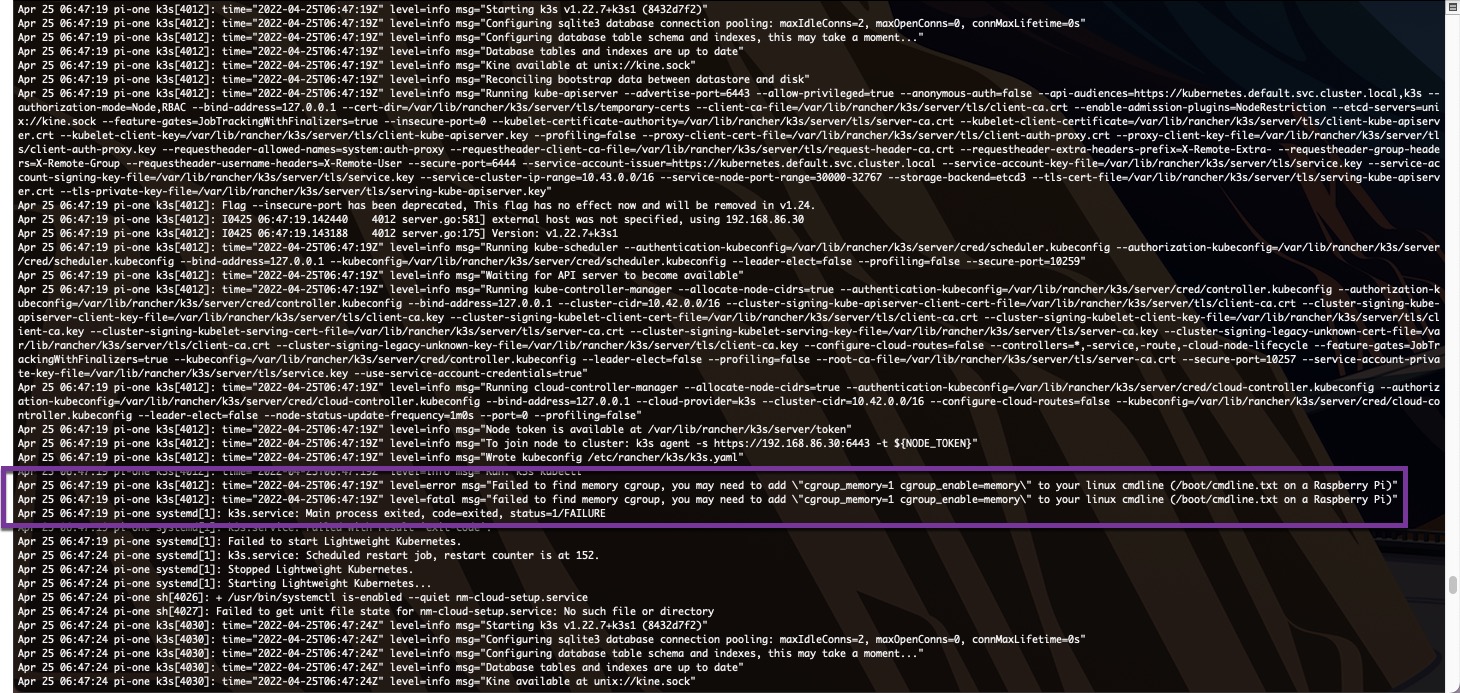 Apr 25 06:47:19 pi-one k3s[4012]: time="2022-04-25T06:47:19Z" level=info msg="Starting k3s v1.22.7+k3s1 (8432d7f2)"
Apr 25 06:47:19 pi-one k3s[4012]: time="2022-04-25T06:47:19Z" level=info msg="Configuring sqlite3 database connection pooling: maxIdleConns=2, maxOpenConns=0, connMaxLifetime=0s"
Apr 25 06:47:19 pi-one k3s[4012]: time="2022-04-25T06:47:19Z" level=info msg="Configuring database table schema and indexes, this may take a moment..."
Apr 25 06:47:19 pi-one k3s[4012]: time="2022-04-25T06:47:19Z" level=info msg="Database tables and indexes are up to date"
Apr 25 06:47:19 pi-one k3s[4012]: time="2022-04-25T06:47:19Z" level=info msg="Kine available at unix://kine.sock"
Apr 25 06:47:19 pi-one k3s[4012]: time="2022-04-25T06:47:19Z" level=info msg="Reconciling bootstrap data between datastore and disk"
Apr 25 06:47:19 pi-one k3s[4012]: time="2022-04-25T06:47:19Z" level=info msg="Running kube-apiserver --advertise-port=6443 --allow-privileged=true --anonymous-auth=false --api-audiences=https://kubernetes.default.svc.cluster.local,k3s --
authorization-mode=Node,RBAC --bind-address=127.0.0.1 --cert-dir=/var/lib/rancher/k3s/server/tls/temporary-certs --client-ca-file=/var/lib/rancher/k3s/server/tls/client-ca.crt --enable-admission-plugins=NodeRestriction --etcd-servers=uni
x://kine.sock --feature-gates=JobTrackingWithFinalizers=true --insecure-port=0 --kubelet-certificate-authority=/var/lib/rancher/k3s/server/tls/server-ca.crt --kubelet-client-certificate=/var/lib/rancher/k3s/server/tls/client-kube-apiserv
er.crt --kubelet-client-key=/var/lib/rancher/k3s/server/tls/client-kube-apiserver.key --profiling=false --proxy-client-cert-file=/var/lib/rancher/k3s/server/tls/client-auth-proxy.crt --proxy-client-key-file=/var/lib/rancher/k3s/server/tl
s/client-auth-proxy.key --requestheader-allowed-names=system:auth-proxy --requestheader-client-ca-file=/var/lib/rancher/k3s/server/tls/request-header-ca.crt --requestheader-extra-headers-prefix=X-Remote-Extra- --requestheader-group-heade
rs=X-Remote-Group --requestheader-username-headers=X-Remote-User --secure-port=6444 --service-account-issuer=https://kubernetes.default.svc.cluster.local --service-account-key-file=/var/lib/rancher/k3s/server/tls/service.key --service-ac
count-signing-key-file=/var/lib/rancher/k3s/server/tls/service.key --service-cluster-ip-range=10.43.0.0/16 --service-node-port-range=30000-32767 --storage-backend=etcd3 --tls-cert-file=/var/lib/rancher/k3s/server/tls/serving-kube-apiserv
er.crt --tls-private-key-file=/var/lib/rancher/k3s/server/tls/serving-kube-apiserver.key"
Apr 25 06:47:19 pi-one k3s[4012]: Flag --insecure-port has been deprecated, This flag has no effect now and will be removed in v1.24.
Apr 25 06:47:19 pi-one k3s[4012]: I0425 06:47:19.142440    4012 server.go:581] external host was not specified, using 192.168.86.30
Apr 25 06:47:19 pi-one k3s[4012]: I0425 06:47:19.143188    4012 server.go:175] Version: v1.22.7+k3s1
Apr 25 06:47:19 pi-one k3s[4012]: time="2022-04-25T06:47:19Z" level=info msg="Running kube-scheduler --authentication-kubeconfig=/var/lib/rancher/k3s/server/cred/scheduler.kubeconfig --authorization-kubeconfig=/var/lib/rancher/k3s/server
/cred/scheduler.kubeconfig --bind-address=127.0.0.1 --kubeconfig=/var/lib/rancher/k3s/server/cred/scheduler.kubeconfig --leader-elect=false --profiling=false --secure-port=10259"
Apr 25 06:47:19 pi-one k3s[4012]: time="2022-04-25T06:47:19Z" level=info msg="Waiting for API server to become available"
Apr 25 06:47:19 pi-one k3s[4012]: time="2022-04-25T06:47:19Z" level=info msg="Running kube-controller-manager --allocate-node-cidrs=true --authentication-kubeconfig=/var/lib/rancher/k3s/server/cred/controller.kubeconfig --authorization-k
ubeconfig=/var/lib/rancher/k3s/server/cred/controller.kubeconfig --bind-address=127.0.0.1 --cluster-cidr=10.42.0.0/16 --cluster-signing-kube-apiserver-client-cert-file=/var/lib/rancher/k3s/server/tls/client-ca.crt --cluster-signing-kube-
apiserver-client-key-file=/var/lib/rancher/k3s/server/tls/client-ca.key --cluster-signing-kubelet-client-cert-file=/var/lib/rancher/k3s/server/tls/client-ca.crt --cluster-signing-kubelet-client-key-file=/var/lib/rancher/k3s/server/tls/cl
ient-ca.key --cluster-signing-kubelet-serving-cert-file=/var/lib/rancher/k3s/server/tls/server-ca.crt --cluster-signing-kubelet-serving-key-file=/var/lib/rancher/k3s/server/tls/server-ca.key --cluster-signing-legacy-unknown-cert-file=/va
r/lib/rancher/k3s/server/tls/client-ca.crt --cluster-signing-legacy-unknown-key-file=/var/lib/rancher/k3s/server/tls/client-ca.key --configure-cloud-routes=false --controllers=*,-service,-route,-cloud-node-lifecycle --feature-gates=JobTr
ackingWithFinalizers=true --kubeconfig=/var/lib/rancher/k3s/server/cred/controller.kubeconfig --leader-elect=false --profiling=false --root-ca-file=/var/lib/rancher/k3s/server/tls/server-ca.crt --secure-port=10257 --service-account-priva
te-key-file=/var/lib/rancher/k3s/server/tls/service.key --use-service-account-credentials=true"
Apr 25 06:47:19 pi-one k3s[4012]: time="2022-04-25T06:47:19Z" level=info msg="Running cloud-controller-manager --allocate-node-cidrs=true --authentication-kubeconfig=/var/lib/rancher/k3s/server/cred/cloud-controller.kubeconfig --authoriz
ation-kubeconfig=/var/lib/rancher/k3s/server/cred/cloud-controller.kubeconfig --bind-address=127.0.0.1 --cloud-provider=k3s --cluster-cidr=10.42.0.0/16 --configure-cloud-routes=false --kubeconfig=/var/lib/rancher/k3s/server/cred/cloud-co
ntroller.kubeconfig --leader-elect=false --node-status-update-frequency=1m0s --port=0 --profiling=false"
Apr 25 06:47:19 pi-one k3s[4012]: time="2022-04-25T06:47:19Z" level=info msg="Node token is available at /var/lib/rancher/k3s/server/token"
Apr 25 06:47:19 pi-one k3s[4012]: time="2022-04-25T06:47:19Z" level=info msg="To join node to cluster: k3s agent -s https://192.168.86.30:6443 -t ${NODE_TOKEN}"
Apr 25 06:47:19 pi-one k3s[4012]: time="2022-04-25T06:47:19Z" level=info msg="Wrote kubeconfig /etc/rancher/k3s/k3s.yaml"
Apr 25 06:47:19 pi-one k3s[4012]: time="2022-04-25T06:47:19Z" level=info msg="Run: k3s kubectl"
Apr 25 06:47:19 pi-one k3s[4012]: time="2022-04-25T06:47:19Z" level=error msg="Failed to find memory cgroup, you may need to add \"cgroup_memory=1 cgroup_enable=memory\" to your linux cmdline (/boot/cmdline.txt on a Raspberry Pi)"
Apr 25 06:47:19 pi-one k3s[4012]: time="2022-04-25T06:47:19Z" level=fatal msg="failed to find memory cgroup, you may need to add \"cgroup_memory=1 cgroup_enable=memory\" to your linux cmdline (/boot/cmdline.txt on a Raspberry Pi)"
Apr 25 06:47:19 pi-one systemd[1]: k3s.service: Main process exited, code=exited, status=1/FAILURE
Apr 25 06:47:19 pi-one systemd[1]: k3s.service: Failed with result 'exit-code'.
Apr 25 06:47:19 pi-one systemd[1]: Failed to start Lightweight Kubernetes.
Apr 25 06:47:24 pi-one systemd[1]: k3s.service: Scheduled restart job, restart counter is at 152.
Apr 25 06:47:24 pi-one systemd[1]: Stopped Lightweight Kubernetes.
Apr 25 06:47:24 pi-one systemd[1]: Starting Lightweight Kubernetes...
Apr 25 06:47:24 pi-one sh[4026]: + /usr/bin/systemctl is-enabled --quiet nm-cloud-setup.service
Apr 25 06:47:24 pi-one sh[4027]: Failed to get unit file state for nm-cloud-setup.service: No such file or directory
Apr 25 06:47:24 pi-one k3s[4030]: time="2022-04-25T06:47:24Z" level=info msg="Starting k3s v1.22.7+k3s1 (8432d7f2)"
Apr 25 06:47:24 pi-one k3s[4030]: time="2022-04-25T06:47:24Z" level=info msg="Configuring sqlite3 database connection pooling: maxIdleConns=2, maxOpenConns=0, connMaxLifetime=0s"
Apr 25 06:47:24 pi-one k3s[4030]: time="2022-04-25T06:47:24Z" level=info msg="Configuring database table schema and indexes, this may take a moment..."
Apr 25 06:47:24 pi-one k3s[4030]: time="2022-04-25T06:47:24Z" level=info msg="Database tables and indexes are up to date"
Apr 25 06:47:24 pi-one k3s[4030]: time="2022-04-25T06:47:24Z" level=info msg="Kine available at unix://kine.sock"